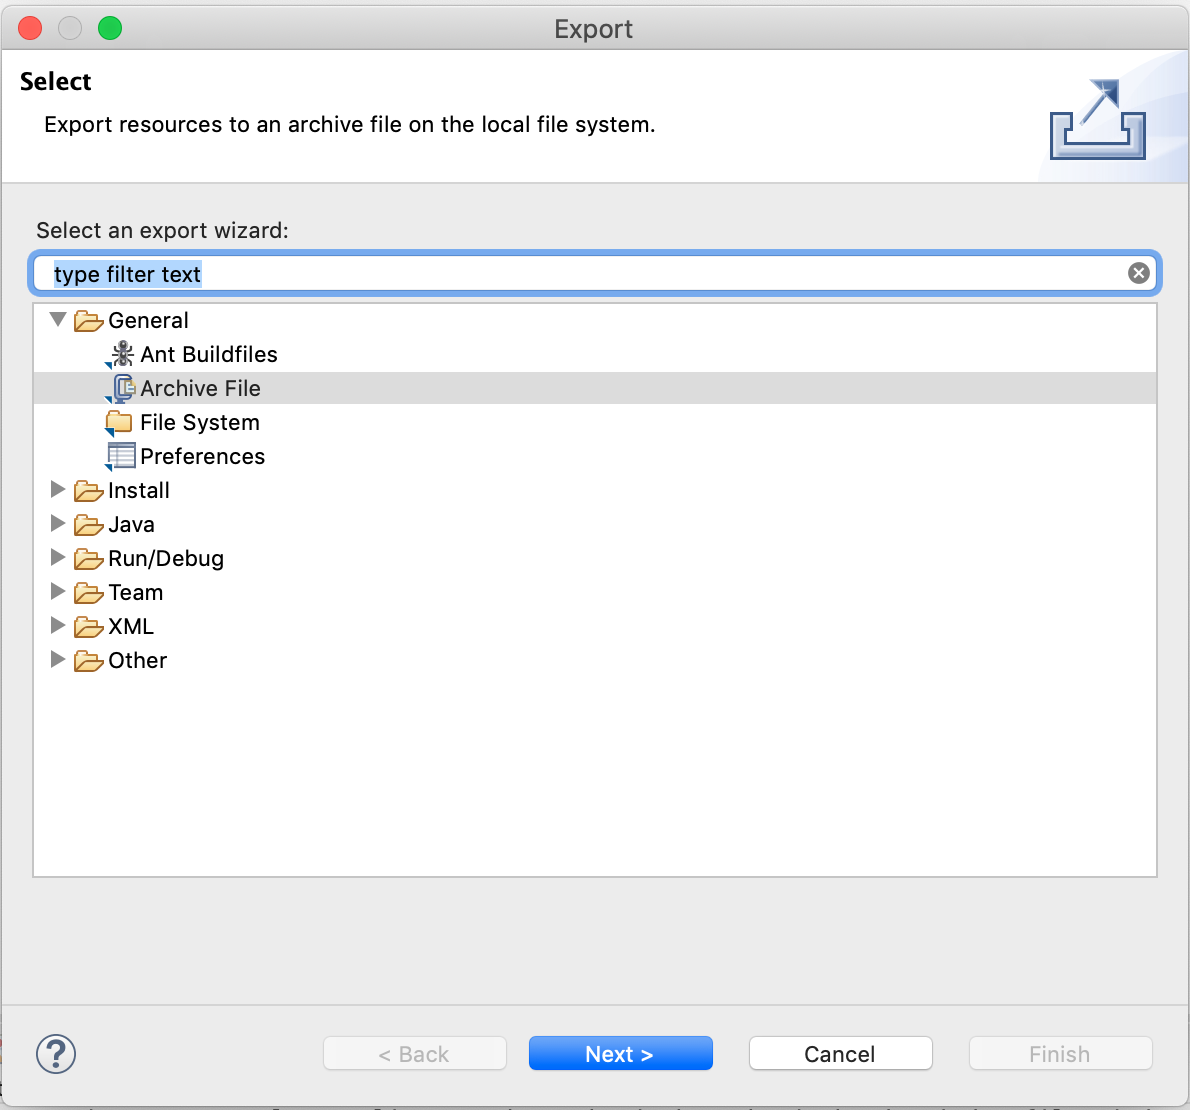 Export
Select
Export resources to an archive file on the local file system.
Select an export wizard:
type filter text
General
Ant Buildfiles
Archive File
File System
Preferences
Install
Java
Run/Debug
Team
XML
Other
?
< Back
Next >
Cancel
Finish